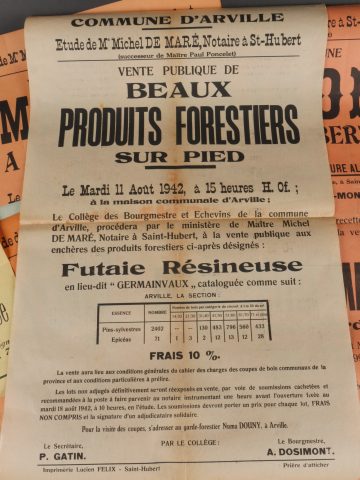 COMMUNE D'ARVILLE
Etude de Mᵉ Michel DE MARÉ, Notaire à St-Hubert
(successeur de Maître Paul Poncelet)
VENTE PUBLIQUE DE
BEAUX
PRODUITS FORESTIERS
SUR PIED
Le Mardi 11 Août 1942, à 15 heures H. Of. ;
à la maison communale d'Arville ;
Le Collège des Bourgmestre et Echevins de la commune
d'Arville, procédera par le ministère de Maître Michel
DE MARÉ, Notaire à Saint-Hubert, à la vente publique aux
enchères des produits forestiers ci-après désignés :
Futaie Résineuse
en lieu-dit " GERMAINVAUX „ cataloguée comme suit :
ARVILLE, LA SECTION :
ESSENCE NOMBRE
Pins-sylvestres 2462 — — 130 453 796 560
Epicéas 71 1 2 12 13 12 28
FRAIS 10 %.
La vente aura lieu aux conditions générales du cahier des charges des coupes de bois communales de la
province et aux conditions particulières à prélire.
Les lots non adjugés définitivement seront réexposés en vente, par voie de soumissions cachetées et
recommandées à la poste à faire parvenir au notaire instrumentant une heure avant l'ouverture fixée au
mardi 18 août 1942, à 10 heures, en l'étude. Les soumissions devront porter un prix pour chaque lot, FRAIS
NON COMPRIS et la signature d'un adjudicataire solidaire.
Pour la visite des coupes, s'adresser au garde-forestier Numa DOUNY, à Arville.
PAR LE COLLÈGE :
Le Secrétaire, Le Bourgmestre,
P. GATIN. A. DOSIMONT.
Imprimerie Lucien FELIX - Saint-Hubert Prière d'afficher